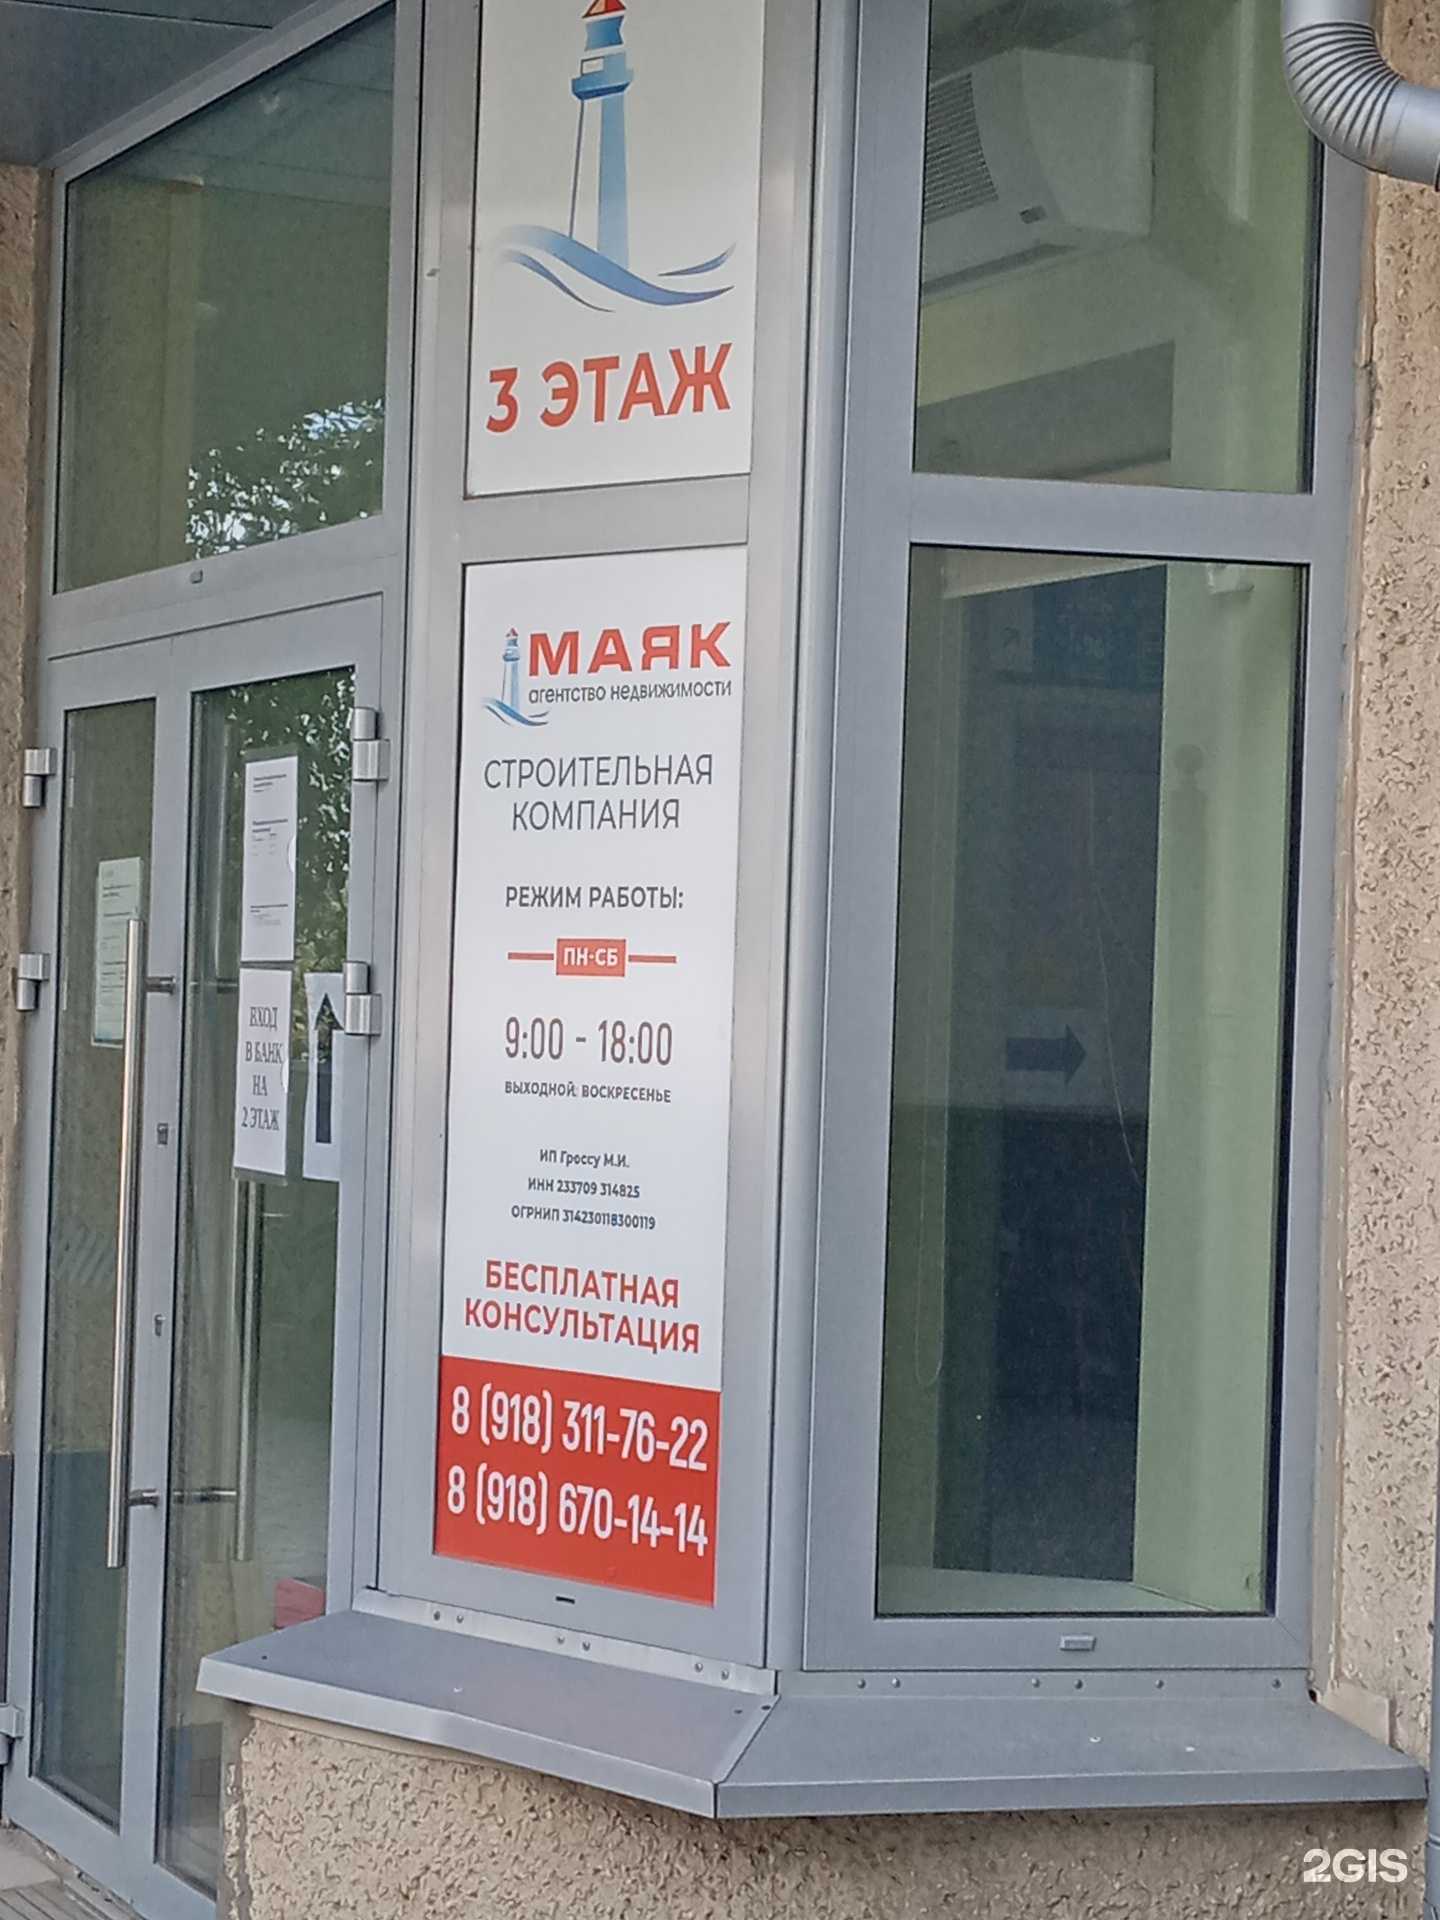 3 ЭТАЖ
МАЯК
агентство недвижимости
СТРОИТЕЛЬНАЯ
КОМПАНИЯ
РЕЖИМ РАБОТЫ:
ПН-СБ
9:00 - 18:00
ВЫХОДНОЙ: ВОСКРЕСЕНЬЕ
ИП Гроссу М.И.
ИНН 233709 314825
ОГРНИП 314230118300119
БЕСПЛАТНАЯ
КОНСУЛЬТАЦИЯ
8 (918) 311-76-22
8 (918) 670-14-14
ВХОД
В БАНК
НА
2 ЭТАЖ
2GIS